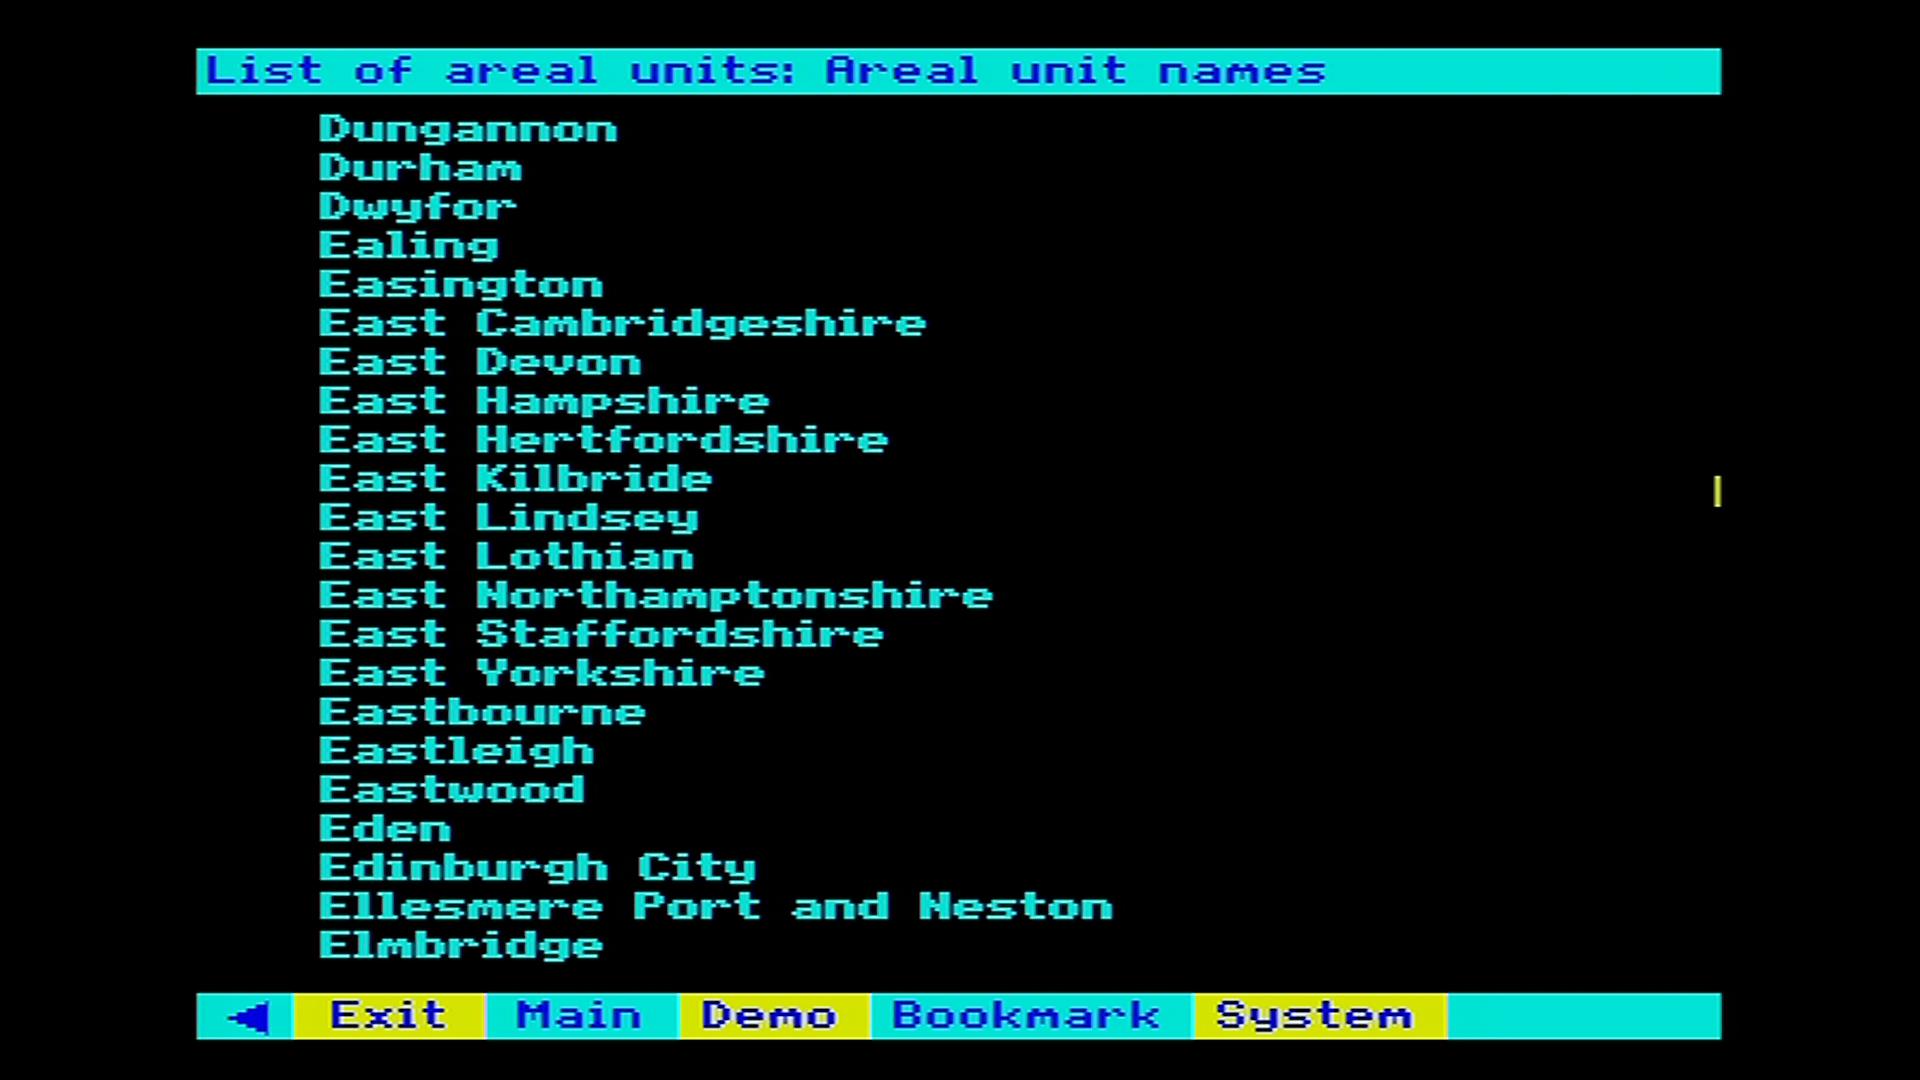 List of areal units: Areal unit names
Dungannon
Durham
Dwyfor
Ealing
Easington
East Cambridgeshire
East Devon
East Hampshire
East Hertfordshire
East Kilbride
East Lindsey
East Lothian
East Northamptonshire
East Staffordshire
East Yorkshire
Eastbourne
Eastleigh
Eastwood
Eden
Edinburgh City
Ellesmere Port and Neston
Elmbridge
Exit Main Demo Bookmark System